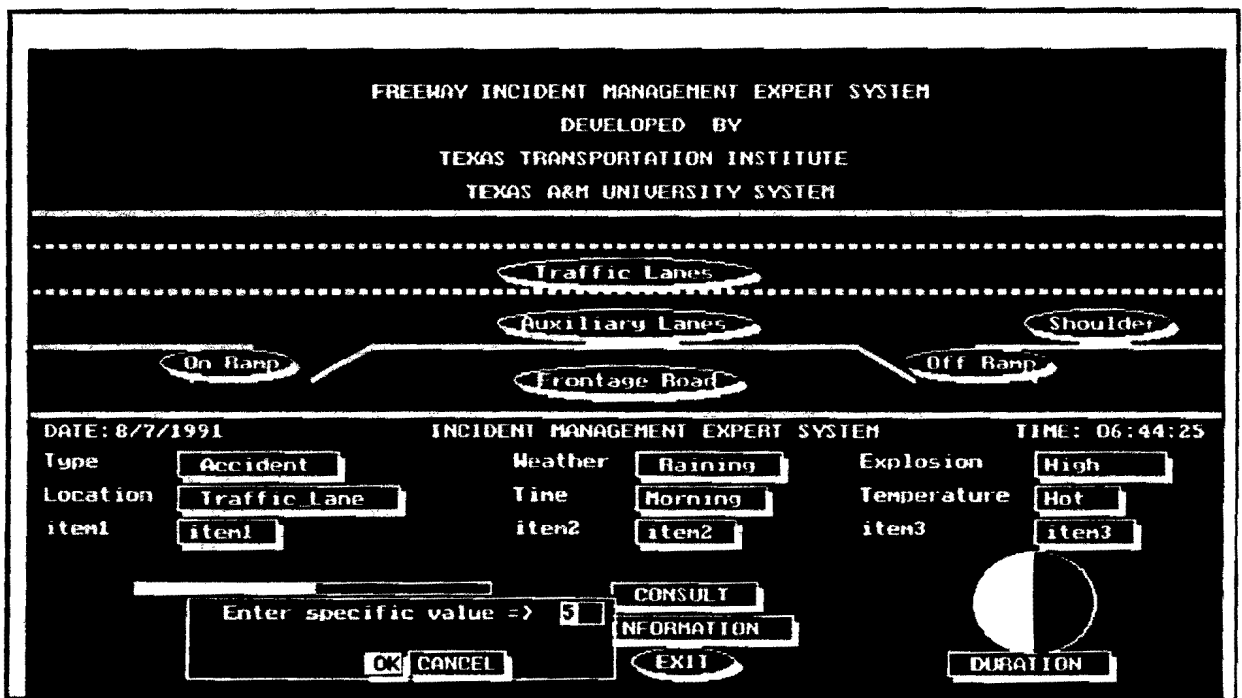 FREEWAY INCIDENT MANAGEMENT EXPERT SYSTEM
DEVELOPED BY
TEXAS TRANSPORTATION INSTITUTE
TEXAS A&M UNIVERSITY SYSTEM
Traffic Lanes
Auxiliary Lanes Shoulder
On Ramp Off Ramp
Frontage Road
DATE:8/7/1991 INCIDENT MANAGEMENT EXPERT SYSTEM TIME: 06:44:25
Type Accident Weather Raining Explosion High
Location Traffic_Lane Time Morning Temperature Hot
item1 item1 item2 item2 item3 item3
CONSULT
Enter specific value => 5
NFORMATION
OK CANCEL EXIT DURATION